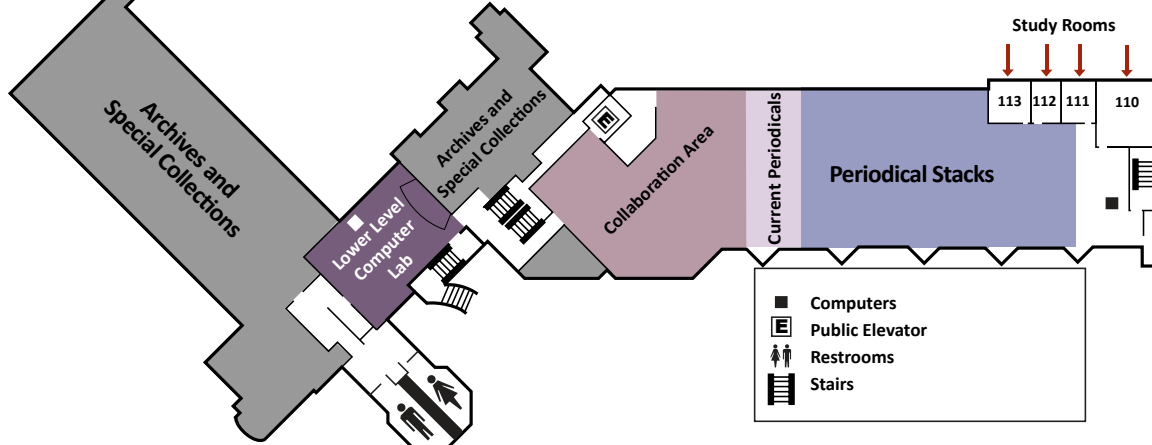 Study Rooms
113
112
111
110
Archives and
Special Collections
Archives and
Special Collections
E
Collaboration Area
Current Periodicals
Periodical Stacks
Lower Level
Computer
Lab
Computers
E
Public Elevator
Restrooms
Stairs